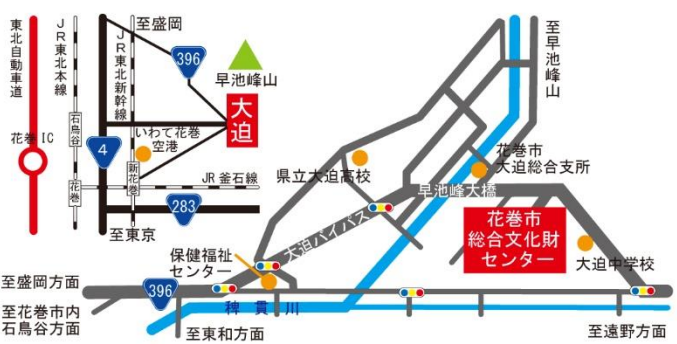 東北自動車道
花巻IC
JR東北本線
石鳥谷
花巻
4
至東京
JR東北新幹線
新花巻
至盛岡
396
早池峰山
大迫
いわて花巻
空港
JR釜石線
283
至早池峰山
花巻市
大迫総合支所
県立大迫高校
早池峰大橋
大迫バイパス
花巻市
総合文化財
センター
大迫中学校
保健福祉
センター
至盛岡方面
396
稗貫川
至花巻市内
石鳥谷方面
至東和方面
至遠野方面